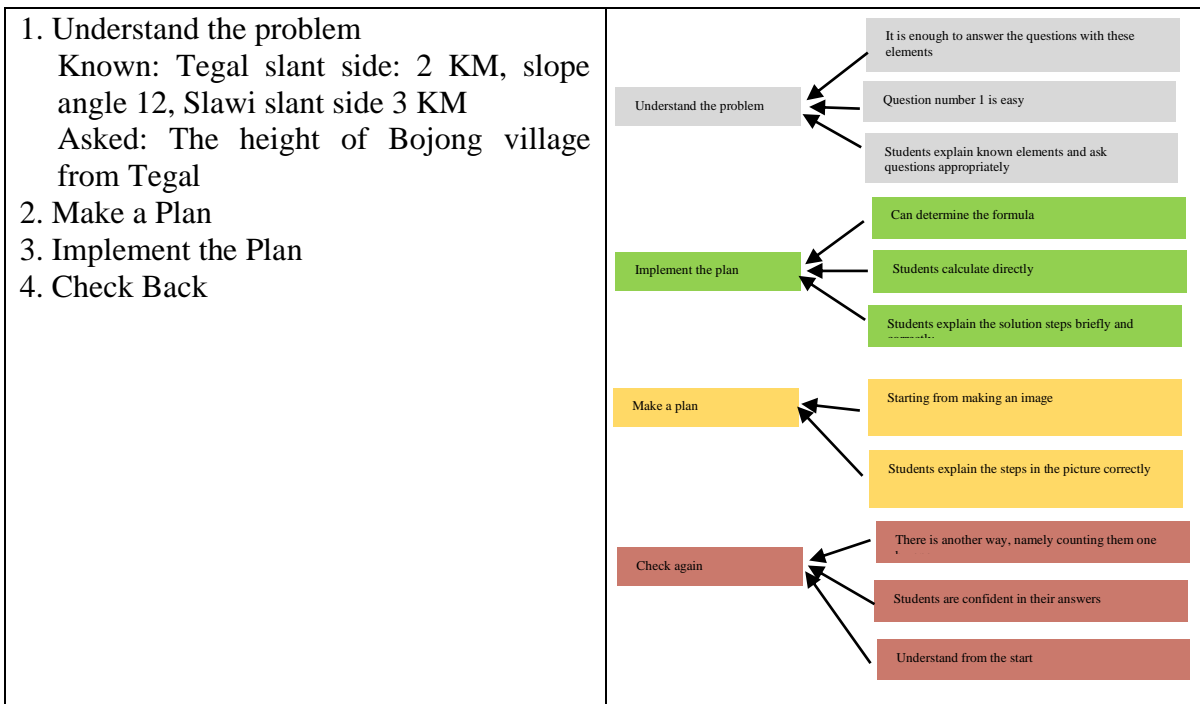 1. Understand the problem
Known: Tegal slant side: 2 KM, slope
angle 12, Slawi slant side 3 KM
Asked: The height of Bojong village
from Tegal
2. Make a Plan
3. Implement the Plan
4. Check Back
Understand the problem
It is enough to answer the questions with these
elements
Question number 1 is easy
Students explain known elements and ask
questions appropriately
Implement the plan
Can determine the formula
Students calculate directly
Students explain the solution steps briefly and
correctly
Make a plan
Starting from making an image
Students explain the steps in the picture correctly
Check again
There is another way, namely counting them one
Students are confident in their answers
Understand from the start